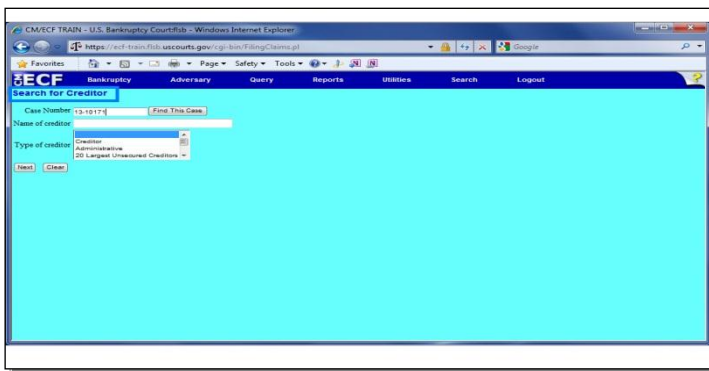 CM/ECF TRAIN - U.S. Bankruptcy Court:flsb - Windows Internet Explorer
https://ecf-train.flsb.uscourts.gov/cgi-bin/FilingClaims.pl
Google
Favorites Page Safety Tools
ECF Bankruptcy Adversary Query Reports Utilities Search Logout ?
Search for Creditor
Case Number 13-10171 Find This Case
Name of creditor
Type of creditor
Creditor
Administrative
20 Largest Unsecured Creditors
Next Clear